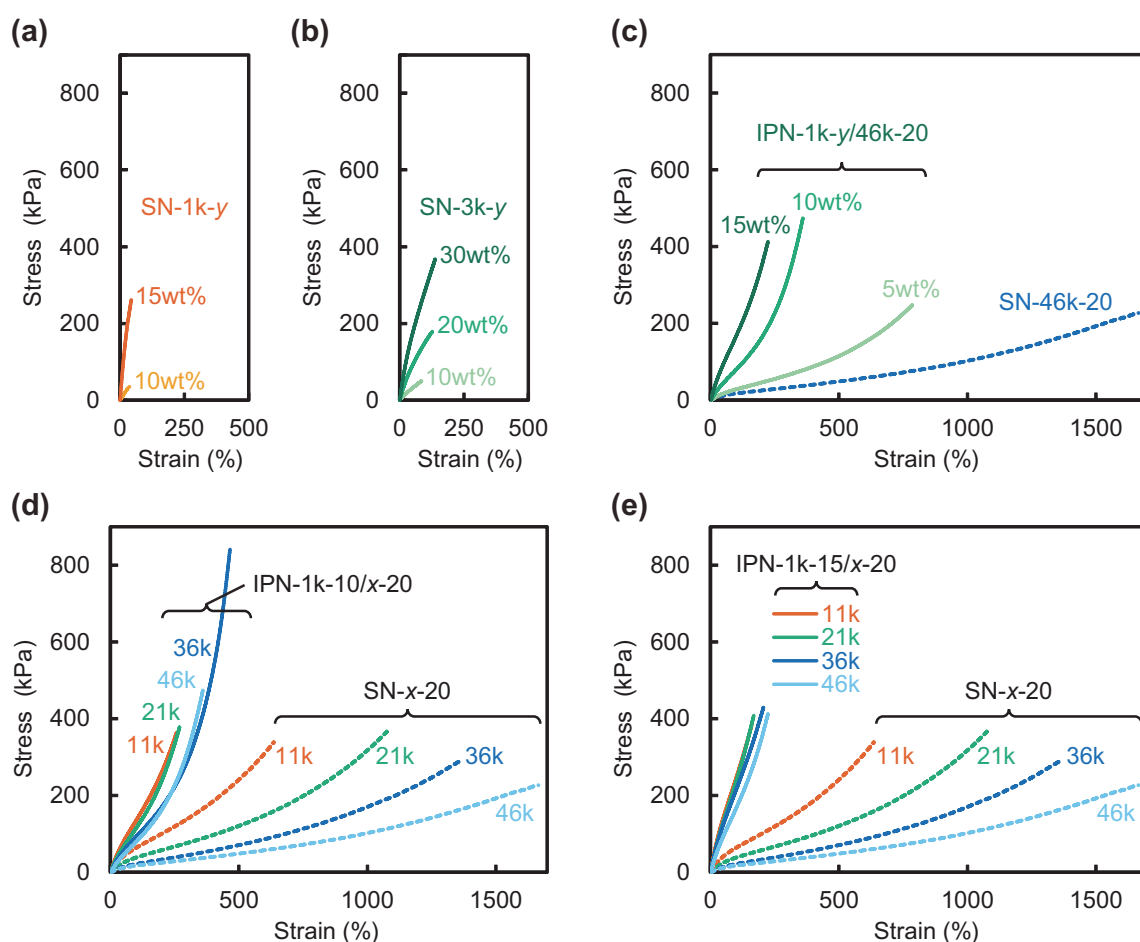 (a)
800
600
400
200
0
Stress (kPa)
SN-1k-y
15wt%
10wt%
0 250 500
Strain (%)
(b)
800
600
400
200
0
Stress (kPa)
SN-3k-y
30wt%
20wt%
10wt%
0 250 500
Strain (%)
(c)
800
600
400
200
0
Stress (kPa)
IPN-1k-y/46k-20
15wt%
10wt%
5wt%
SN-46k-20
0 500 1000 1500
Strain (%)
(d)
800
600
400
200
0
Stress (kPa)
IPN-1k-10/x-20
36k
46k
21k
11k
SN-x-20
11k
21k
36k
46k
0 500 1000 1500
Strain (%)
(e)
800
600
400
200
0
Stress (kPa)
IPN-1k-15/x-20
11k
21k
36k
46k
SN-x-20
11k
21k
36k
46k
0 500 1000 1500
Strain (%)